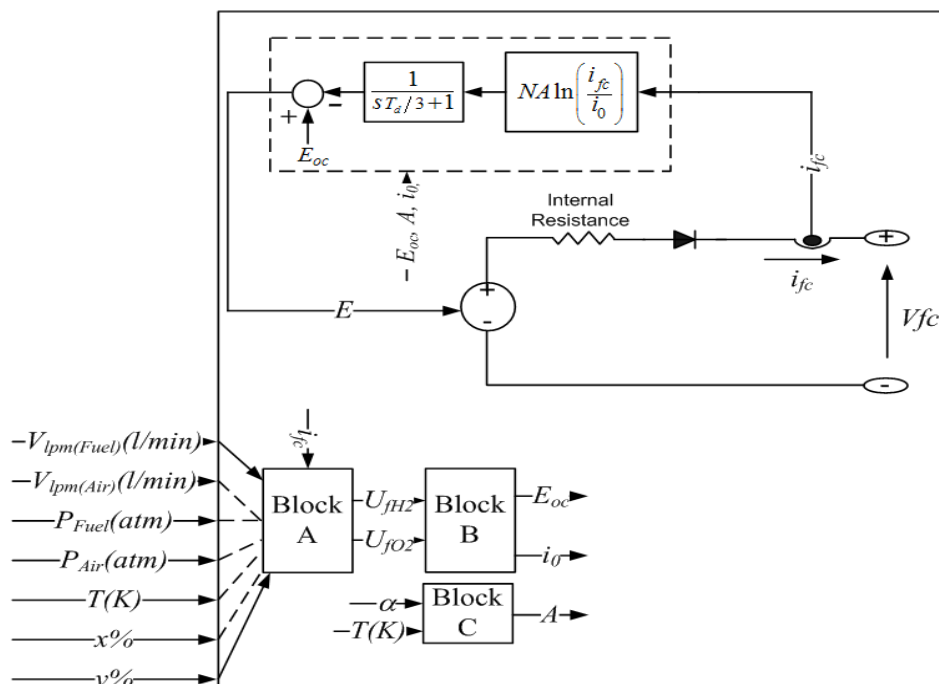 1
sT_d/3+1
NA ln(i_fc/i_0)
−
+
E_oc
i_fc
− E_oc, A, i_0,
Internal
Resistance
+
i_fc
E
+
-
Vfc
-
−V_lpm(Fuel)(l/min)
−V_lpm(Air)(l/min)
P_Fuel(atm)
P_Air(atm)
T(K)
x%
y%
i_fc
Block
A
U_fH2
U_fO2
Block
B
E_oc
i_0
α
−T(K)
Block
C
A